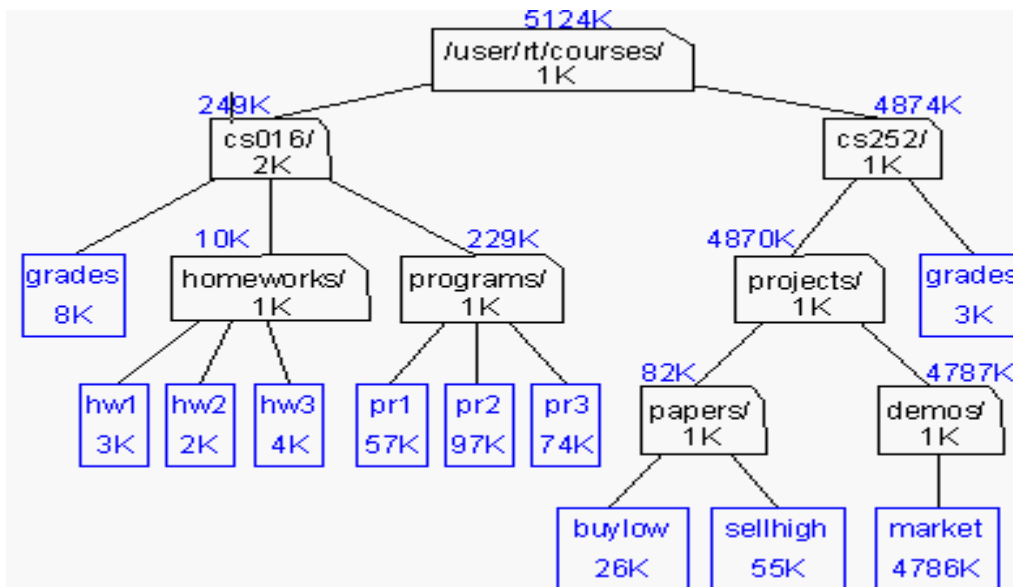 5124K
/user/rt/courses/
1K
249K
4874K
cs016/
2K
cs252/
1K
10K
229K
4870K
grades
8K
homeworks/
1K
programs/
1K
projects/
1K
grades
3K
82K
4787K
hw1
3K
hw2
2K
hw3
4K
pr1
57K
pr2
97K
pr3
74K
papers/
1K
demos/
1K
buylow
26K
sellhigh
55K
market
4786K